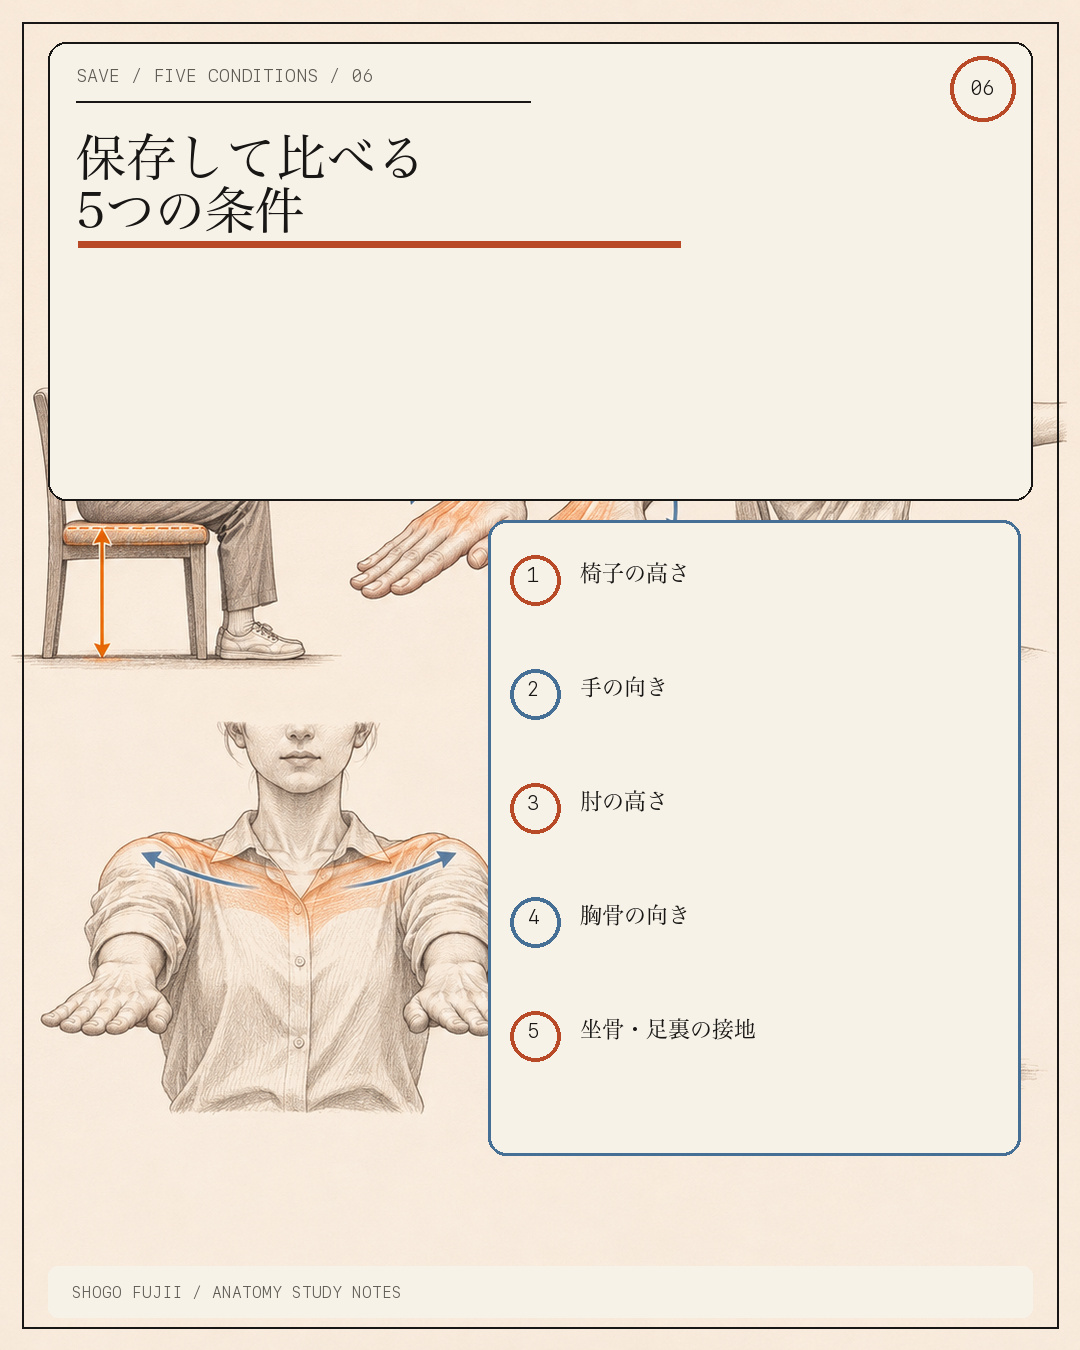 SAVE / FIVE CONDITIONS / 06
06
保存して比べる
5つの条件
1 椅子の高さ
2 手の向き
3 肘の高さ
4 胸骨の向き
5 坐骨・足裏の接地
SHOGO FUJII / ANATOMY STUDY NOTES